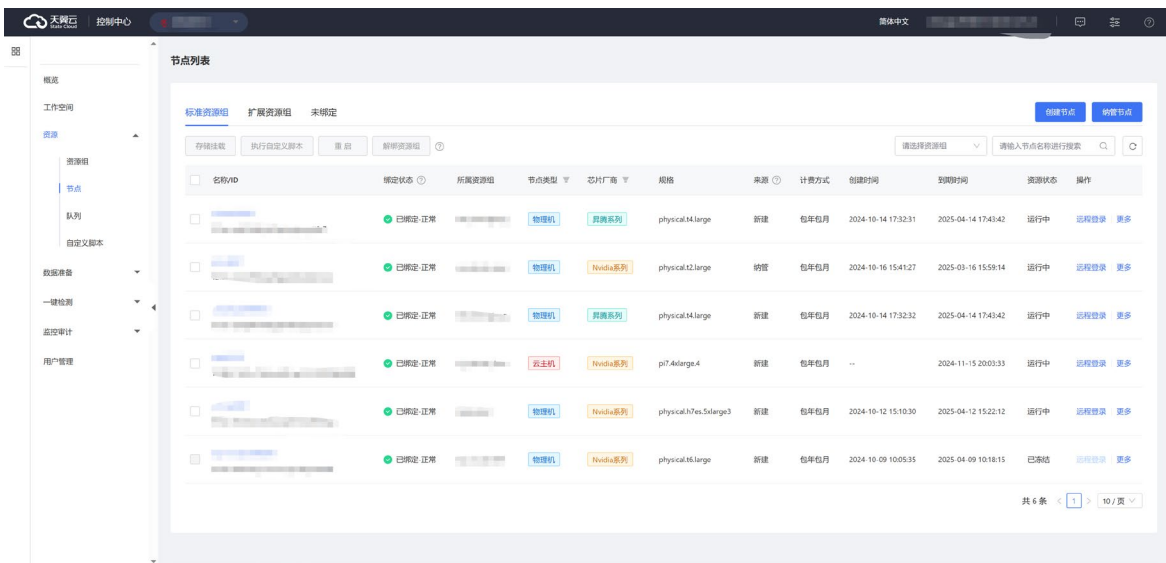 天翼云 控制中心 简体中文
State Cloud
节点列表
概览
工作空间
资源
资源组
节点
队列
自定义脚本
数据准备
一键检测
监控审计
用户管理
标准资源组 扩展资源组 未绑定 创建节点 纳管节点
存储挂载 执行自定义脚本 重启 解绑资源组 请选择资源组 请输入节点名称进行搜索
名称/ID 绑定状态 所属资源组 节点类型 芯片厂商 规格 来源 计费方式 创建时间 到期时间 资源状态 操作
已绑定-正常 物理机 昇腾系列 physical.t4.large 新建 包年包月 2024-10-14 17:32:31 2025-04-14 17:43:42 运行中 远程登录 更多
已绑定-正常 物理机 Nvidia系列 physical.t2.large 纳管 包年包月 2024-10-16 15:41:27 2025-03-16 15:59:14 运行中 远程登录 更多
已绑定-正常 物理机 昇腾系列 physical.t4.large 新建 包年包月 2024-10-14 17:32:32 2025-04-14 17:43:42 运行中 远程登录 更多
已绑定-正常 云主机 Nvidia系列 pi7.4xlarge.4 新建 包年包月 -- 2024-11-15 20:03:33 运行中 远程登录 更多
已绑定-正常 物理机 Nvidia系列 physical.h7es.5xlarge3 新建 包年包月 2024-10-12 15:10:30 2025-04-12 15:22:12 运行中 远程登录 更多
已绑定-正常 物理机 Nvidia系列 physical.t6.large 新建 包年包月 2024-10-09 10:05:35 2025-04-09 10:18:15 已冻结 远程登录 更多
共 6 条 < 1 > 10 / 页